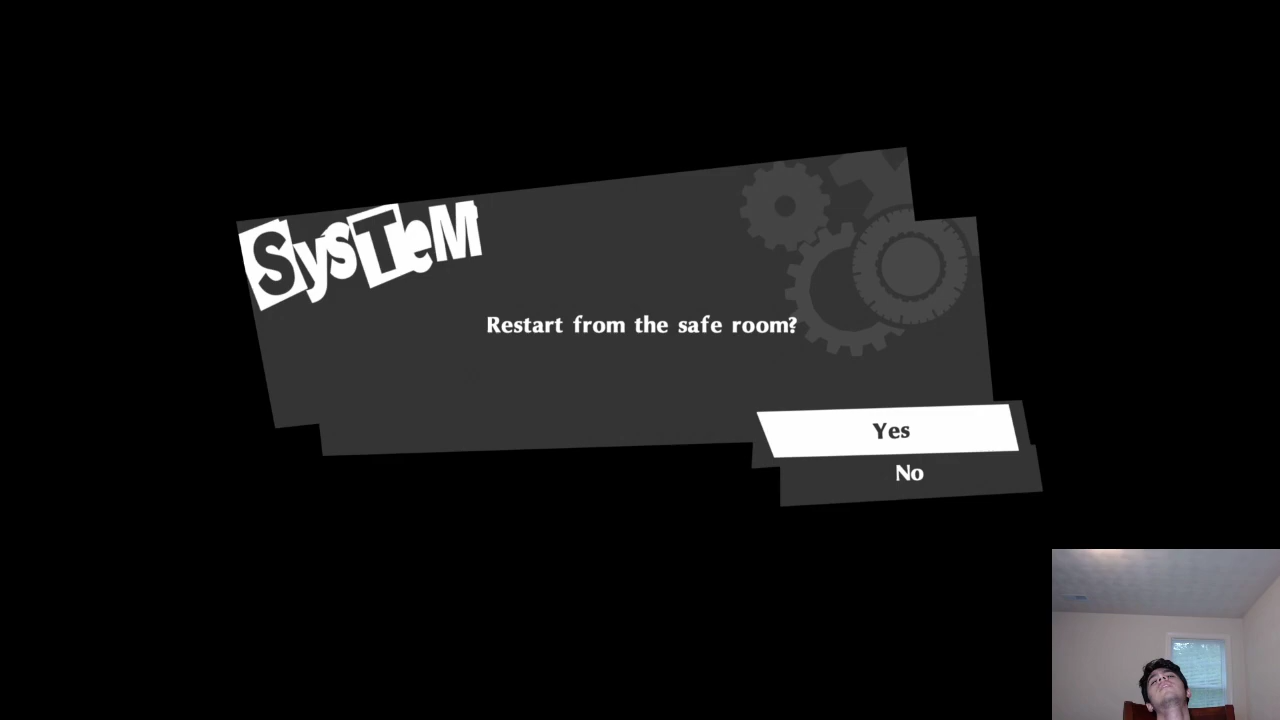 SysTeM
Restart from the safe room?
Yes
No